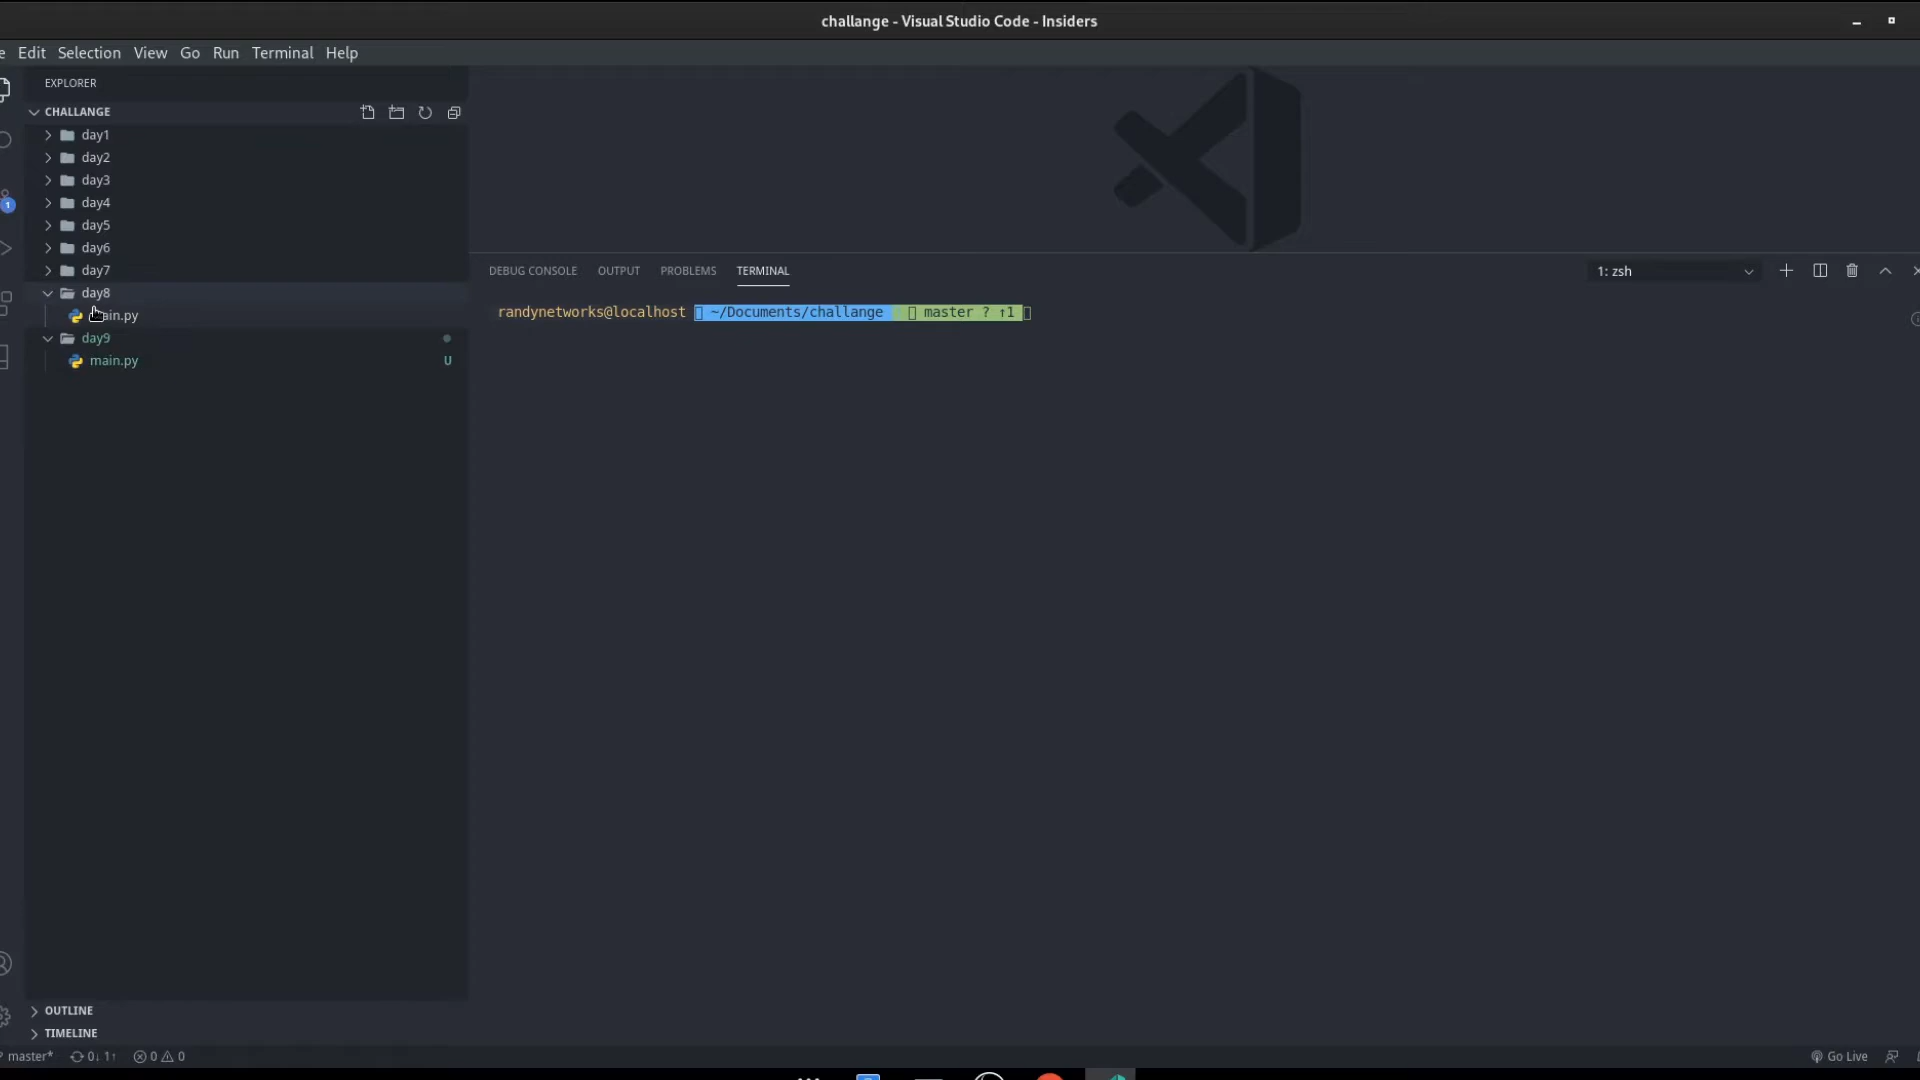 challange - Visual Studio Code - Insiders
e Edit Selection View Go Run Terminal Help
EXPLORER
CHALLANGE
day1
day2
day3
day4
day5
day6
day7
day8
day9
main.py
U
1
DEBUG CONSOLE OUTPUT PROBLEMS TERMINAL
1: zsh
randynetworks@localhost ~/Documents/challange master ? ↑1
OUTLINE
TIMELINE
master* 0↓ 1↑ 0 0
Go Live